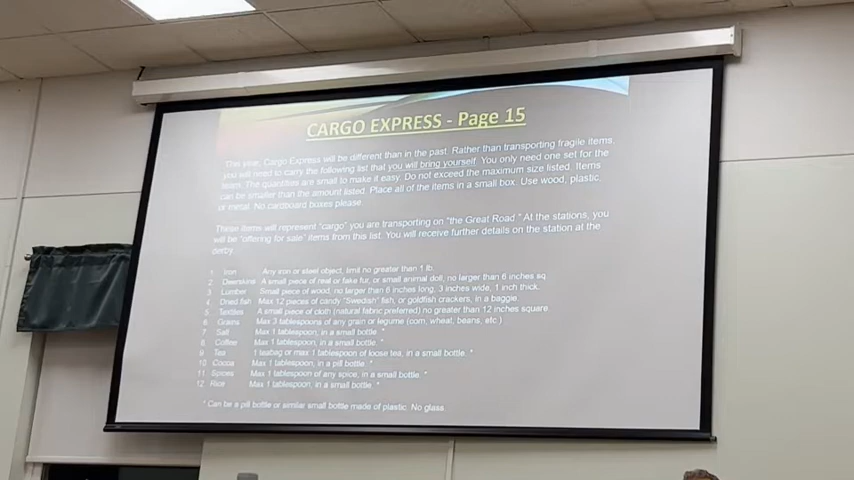 CARGO EXPRESS - Page 15
This year, Cargo Express will be different than in the past. Rather than transporting fragile items,
you will need to carry the following list that you will bring yourself. You only need one set for the
team. The quantities are small to make it easy. Do not exceed the maximum size listed. Items
can be smaller than the amount listed. Place all of the items in a small box. Use wood, plastic,
or metal. No cardboard boxes please.
These items will represent "cargo" you are transporting on "the Great Road." At the stations, you
will be "offering for sale" items from this list. You will receive further details on the station at the
derby.
1 Iron Any iron or steel object, limit no greater than 1 lb.
2 Deerskins A small piece of real or fake fur, or small animal doll, no larger than 6 inches sq.
3 Lumber Small piece of wood, no larger than 6 inches long, 3 inches wide, 1 inch thick.
4 Dried fish Max 12 pieces of candy "Swedish" fish, or goldfish crackers, in a baggie.
5 Textiles A small piece of cloth (natural fabric preferred) no greater than 12 inches square.
6 Grains Max 3 tablespoons of any grain or legume (corn, wheat, beans, etc.)
7 Salt Max 1 tablespoon, in a small bottle. *
8 Coffee Max 1 tablespoon, in a small bottle. *
9 Tea 1 teabag or max 1 tablespoon of loose tea, in a small bottle. *
10 Cocoa Max 1 tablespoon, in a pill bottle. *
11 Spices Max 1 tablespoon of any spice, in a small bottle. *
12 Rice Max 1 tablespoon, in a small bottle. *
* Can be a pill bottle or similar small bottle made of plastic. No glass.